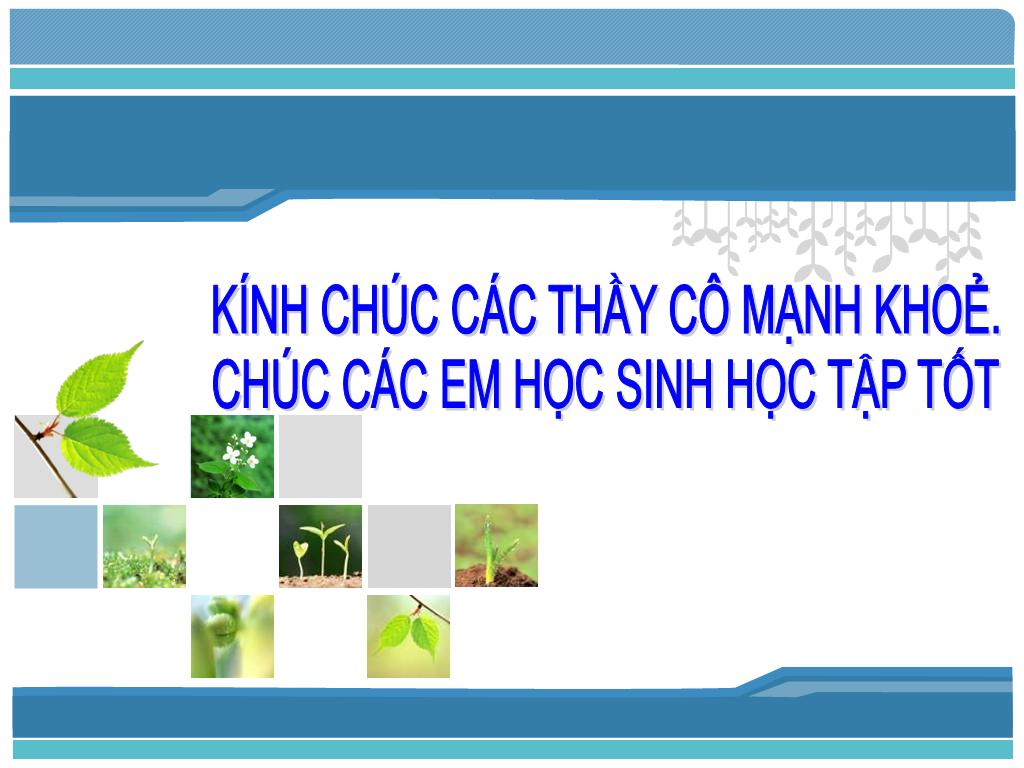 KÍNH CHÚC CÁC THẦY CÔ MẠNH KHOẺ.
CHÚC CÁC EM HỌC SINH HỌC TẬP TỐT